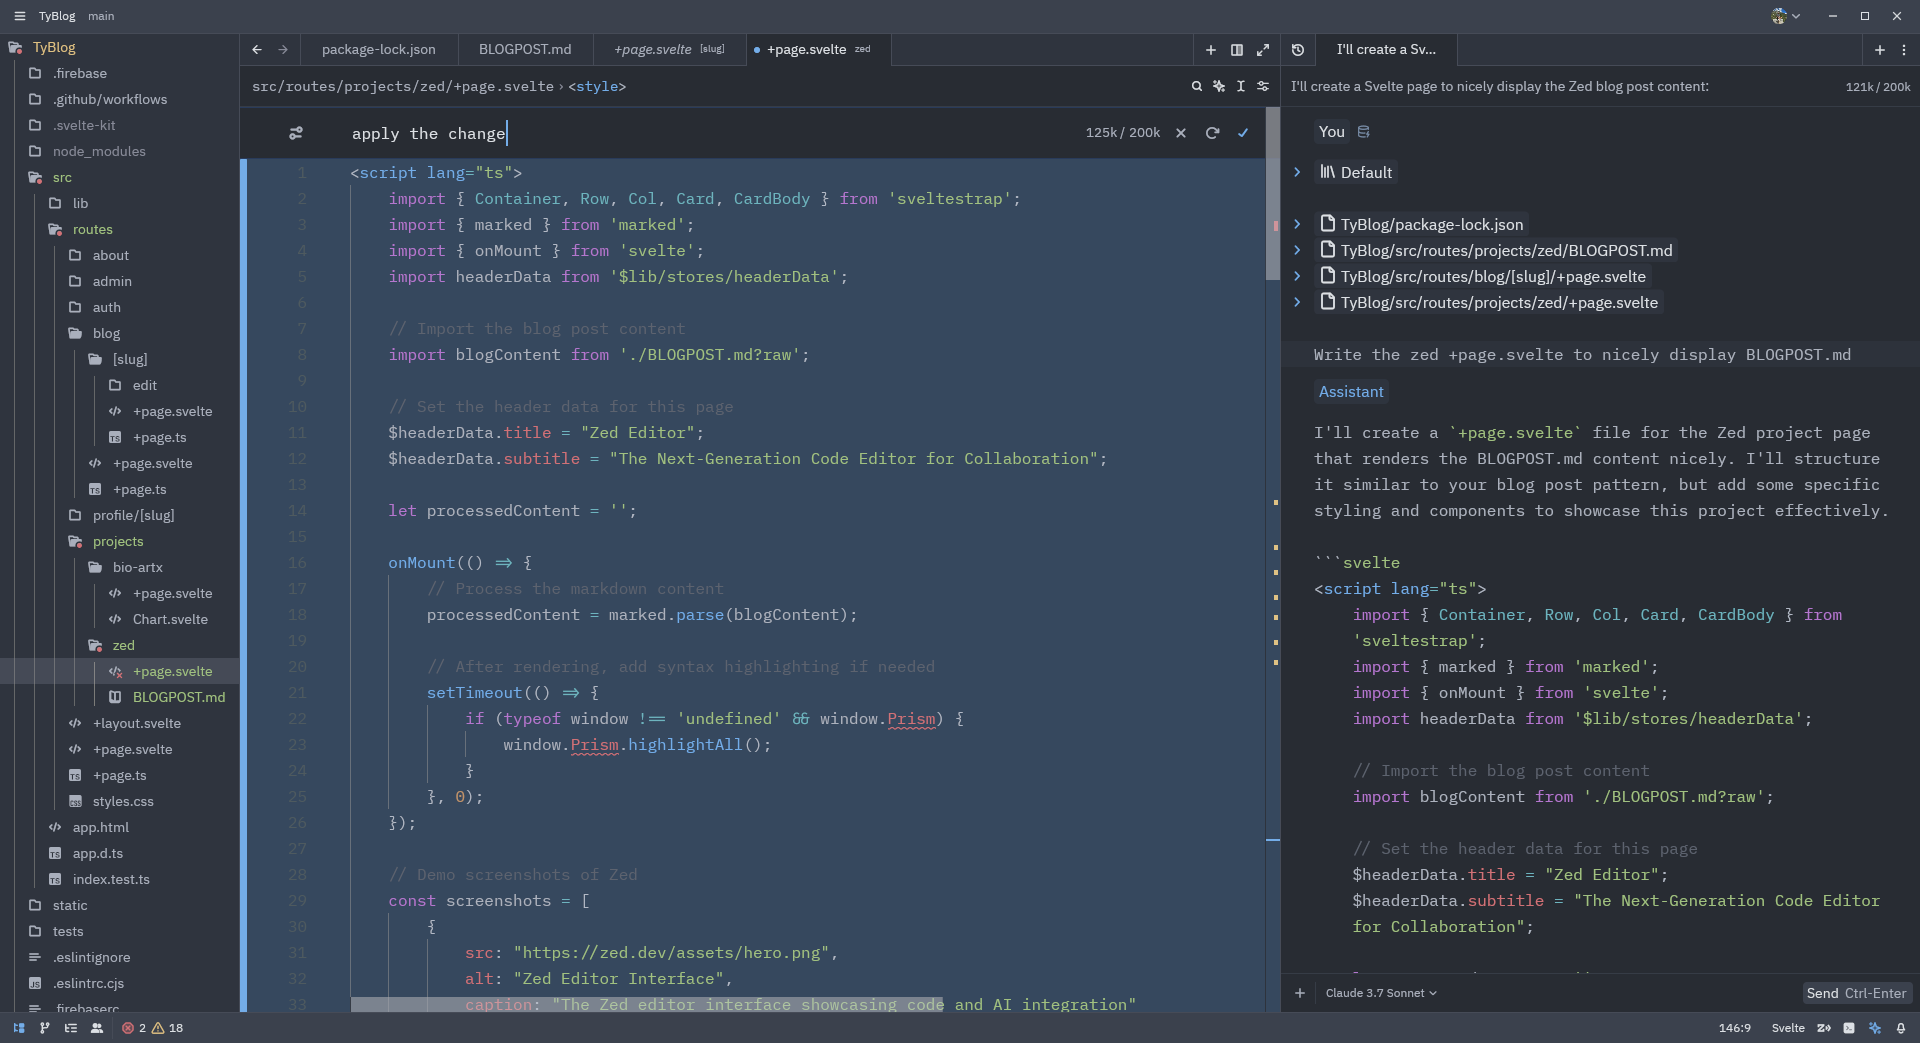 TyBlog main
TyBlog
.firebase
.github/workflows
.svelte-kit
node_modules
src
lib
routes
about
admin
auth
blog
[slug]
edit
+page.svelte
+page.ts
+page.svelte
+page.ts
profile/[slug]
projects
bio-artx
+page.svelte
Chart.svelte
zed
+page.svelte
BLOGPOST.md
+layout.svelte
+page.svelte
+page.ts
styles.css
app.html
app.d.ts
index.test.ts
static
tests
.eslintignore
.eslintrc.cjs
.firebaserc
package-lock.json BLOGPOST.md +page.svelte [slug] +page.svelte zed
src/routes/projects/zed/+page.svelte › <style>
apply the change 125k / 200k
1 <script lang="ts">
2 import { Container, Row, Col, Card, CardBody } from 'sveltestrap';
3 import { marked } from 'marked';
4 import { onMount } from 'svelte';
5 import headerData from '$lib/stores/headerData';
6
7 // Import the blog post content
8 import blogContent from './BLOGPOST.md?raw';
9
10 // Set the header data for this page
11 $headerData.title = "Zed Editor";
12 $headerData.subtitle = "The Next-Generation Code Editor for Collaboration";
13
14 let processedContent = '';
15
16 onMount(() => {
17 // Process the markdown content
18 processedContent = marked.parse(blogContent);
19
20 // After rendering, add syntax highlighting if needed
21 setTimeout(() => {
22 if (typeof window !== 'undefined' && window.Prism) {
23 window.Prism.highlightAll();
24 }
25 }, 0);
26 });
27
28 // Demo screenshots of Zed
29 const screenshots = [
30 {
31 src: "https://zed.dev/assets/hero.png",
32 alt: "Zed Editor Interface",
33 caption: "The Zed editor interface showcasing code and AI integration"
I'll create a Sv...
I'll create a Svelte page to nicely display the Zed blog post content: 121k / 200k
You
Default
TyBlog/package-lock.json
TyBlog/src/routes/projects/zed/BLOGPOST.md
TyBlog/src/routes/blog/[slug]/+page.svelte
TyBlog/src/routes/projects/zed/+page.svelte
Write the zed +page.svelte to nicely display BLOGPOST.md
Assistant
I'll create a `+page.svelte` file for the Zed project page
that renders the BLOGPOST.md content nicely. I'll structure
it similar to your blog post pattern, but add some specific
styling and components to showcase this project effectively.
```svelte
<script lang="ts">
import { Container, Row, Col, Card, CardBody } from
'sveltestrap';
import { marked } from 'marked';
import { onMount } from 'svelte';
import headerData from '$lib/stores/headerData';
// Import the blog post content
import blogContent from './BLOGPOST.md?raw';
// Set the header data for this page
$headerData.title = "Zed Editor";
$headerData.subtitle = "The Next-Generation Code Editor
for Collaboration";
Claude 3.7 Sonnet Send Ctrl-Enter
2 18 146:9 Svelte